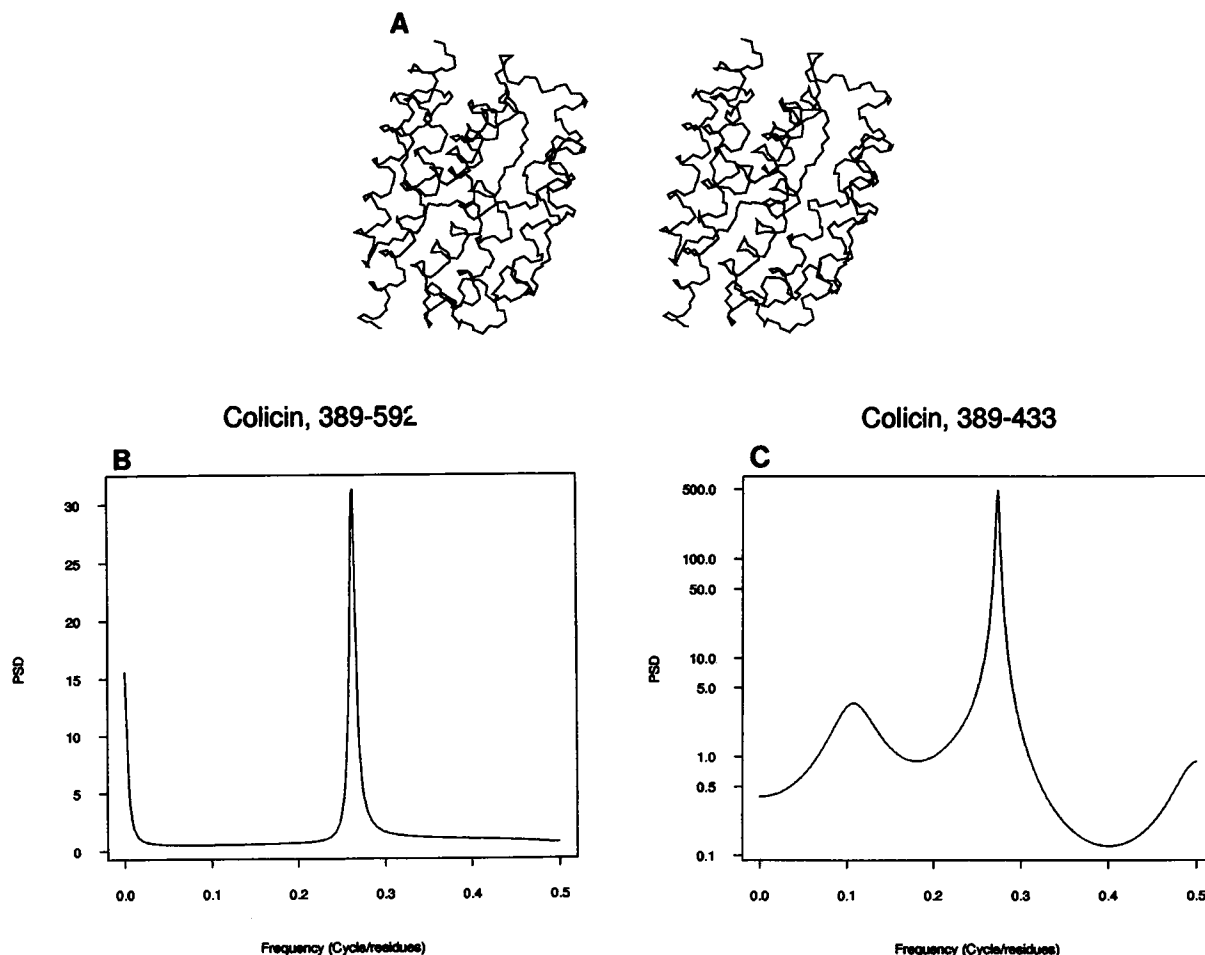 A
Colicin, 389-592
Colicin, 389-433
B
30
25
20
15
10
5
0
PSD
0.0 0.1 0.2 0.3 0.4 0.5
Frequency (Cycle/residues)
C
500.0
100.0
50.0
10.0
5.0
1.0
0.5
0.1
PSD
0.0 0.1 0.2 0.3 0.4 0.5
Frequency (Cycle/residues)